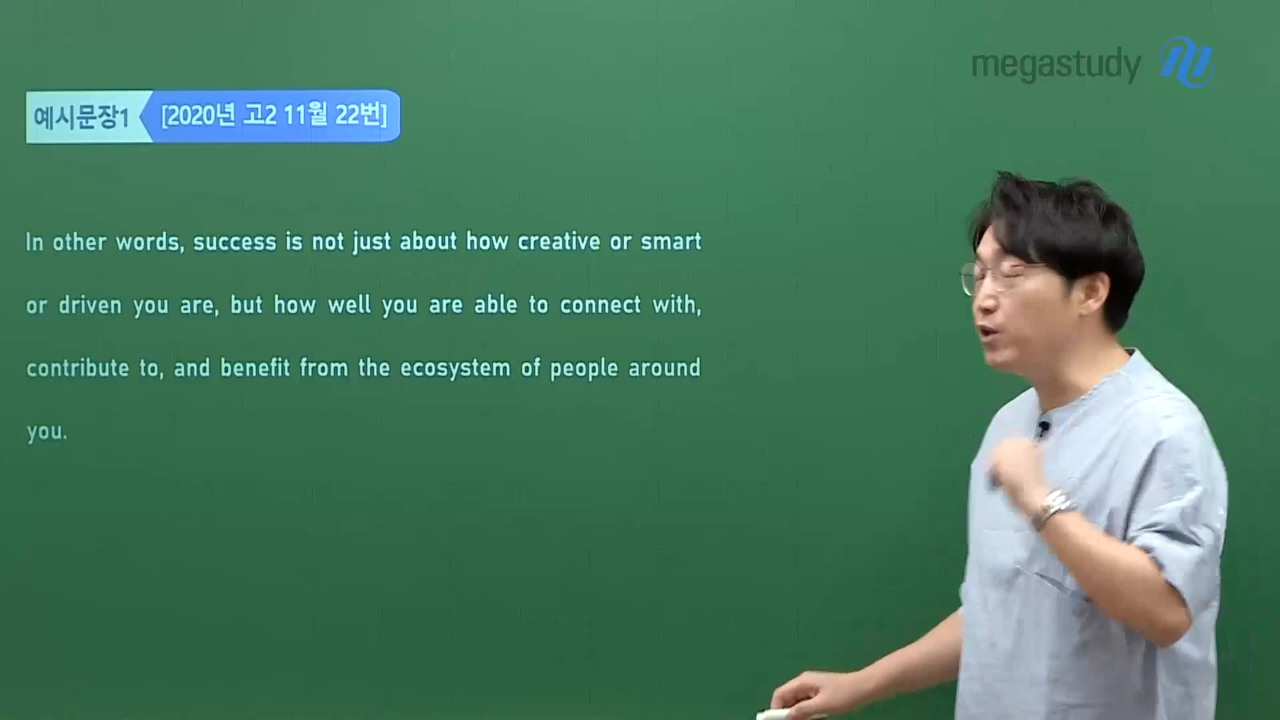 megastudy
예시문장1 [2020년 고2 11월 22번]
In other words, success is not just about how creative or smart
or driven you are, but how well you are able to connect with,
contribute to, and benefit from the ecosystem of people around
you.